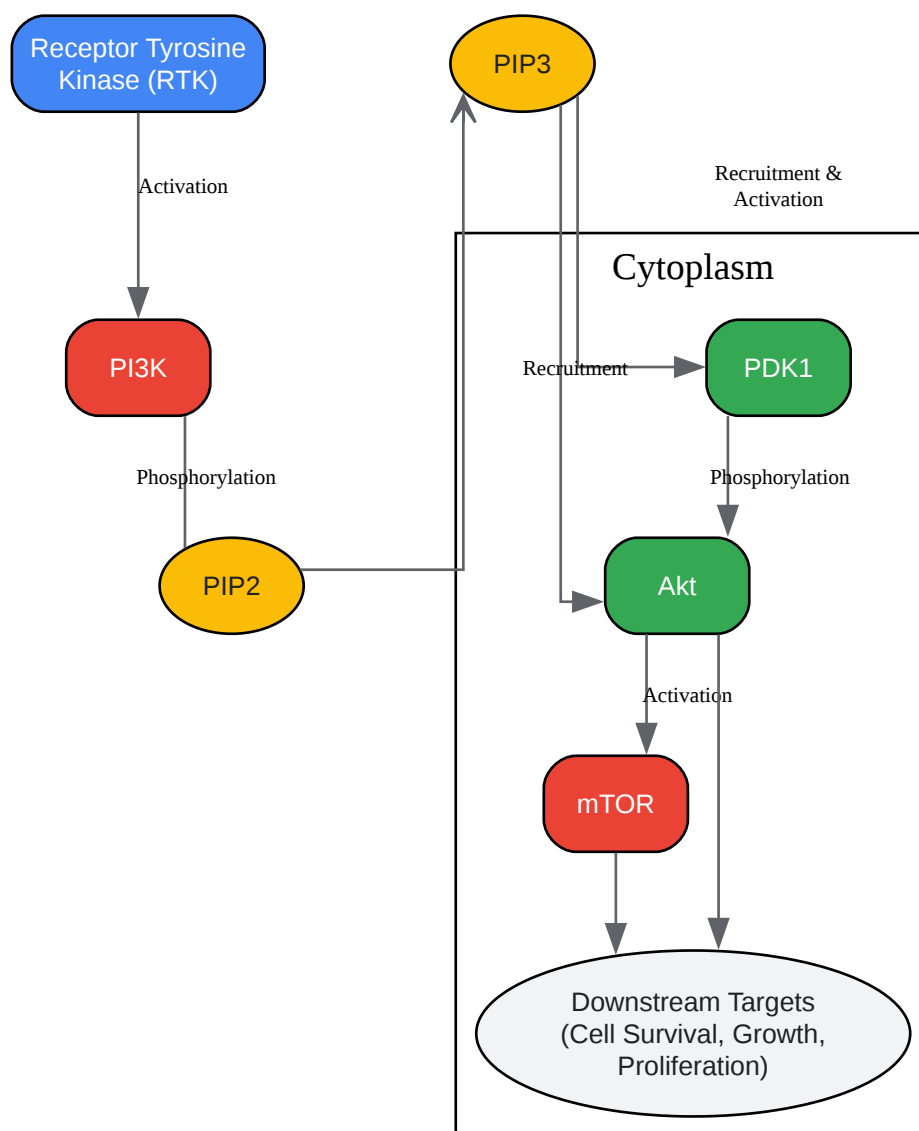 Receptor Tyrosine
Kinase (RTK)
PIP3
Activation
Recruitment &
Activation
Cytoplasm
PI3K
Recruitment
PDK1
Phosphorylation
Phosphorylation
PIP2
Akt
Activation
mTOR
Downstream Targets
(Cell Survival, Growth,
Proliferation)